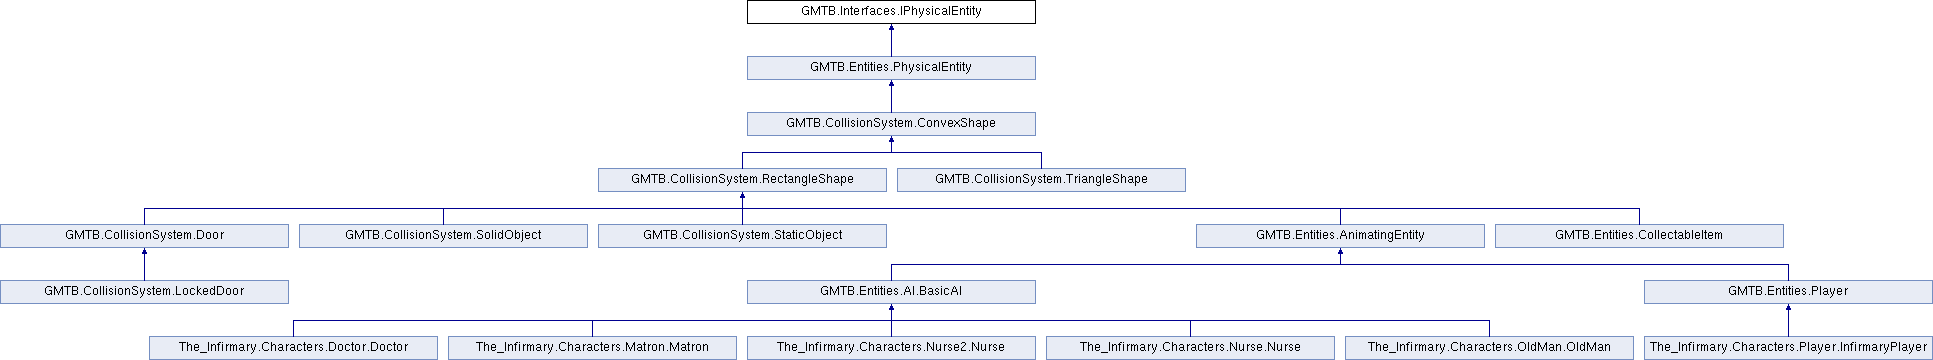 GMTB.Interfaces.IPhysicalEntity
GMTB.Entities.PhysicalEntity
GMTB.CollisionSystem.ConvexShape
GMTB.CollisionSystem.RectangleShape
GMTB.CollisionSystem.TriangleShape
GMTB.CollisionSystem.Door
GMTB.CollisionSystem.SolidObject
GMTB.CollisionSystem.StaticObject
GMTB.Entities.AnimatingEntity
GMTB.Entities.CollectableItem
GMTB.CollisionSystem.LockedDoor
GMTB.Entities.AI.BasicAI
GMTB.Entities.Player
The_Infirmary.Characters.Doctor.Doctor
The_Infirmary.Characters.Matron.Matron
The_Infirmary.Characters.Nurse2.Nurse
The_Infirmary.Characters.Nurse.Nurse
The_Infirmary.Characters.OldMan.OldMan
The_Infirmary.Characters.Player.InfirmaryPlayer